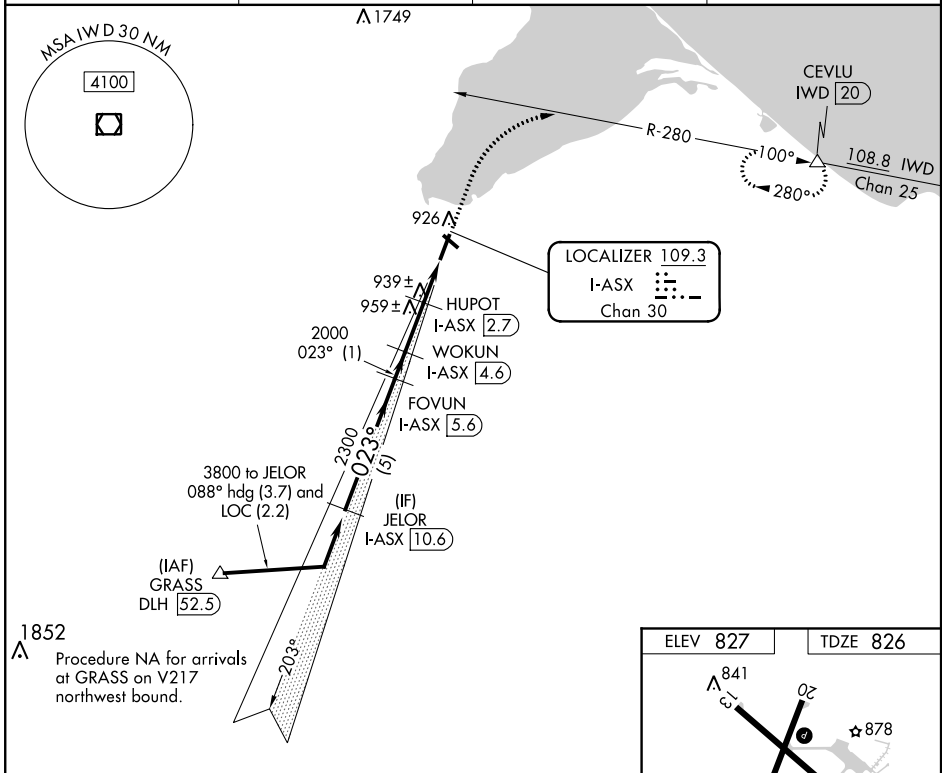 1749
MSA IWD 30 NM
4100
CEVLU
IWD 20
R-280
100°
280°
108.8 IWD
Chan 25
926
LOCALIZER 109.3
I-ASX
Chan 30
939±
959±
HUPOT
I-ASX 2.7
2000
023° (1)
WOKUN
I-ASX 4.6
FOVUN
I-ASX 5.6
2300
023°
(5)
3800 to JELOR
088° hdg (3.7) and
LOC (2.2)
(IF)
JELOR
I-ASX 10.6
(IAF)
GRASS
DLH 52.5
203°
1852
Procedure NA for arrivals
at GRASS on V217
northwest bound.
ELEV 827
TDZE 826
841
13
20
P
878